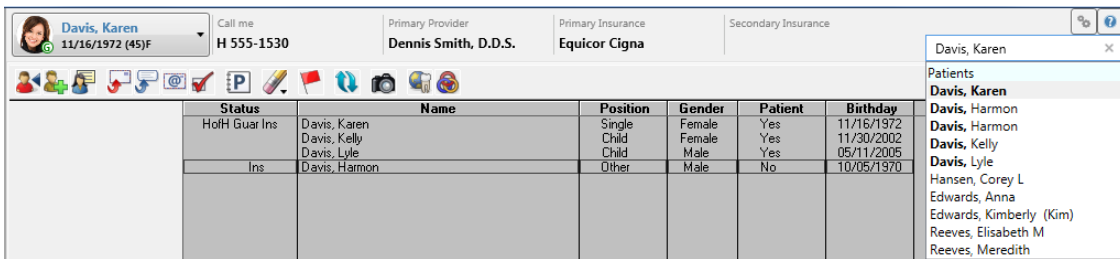 Davis, Karen
11/16/1972 (45)F
G
Call me
H 555-1530
Primary Provider
Dennis Smith, D.D.S.
Primary Insurance
Equicor Cigna
Secondary Insurance
?
Davis, Karen ×
Patients
Davis, Karen
Davis, Harmon
Davis, Harmon
Davis, Kelly
Davis, Lyle
Hansen, Corey L
Edwards, Anna
Edwards, Kimberly (Kim)
Reeves, Elisabeth M
Reeves, Meredith
@ P
Status Name Position Gender Patient Birthday
HofH Guar Ins Davis, Karen Single Female Yes 11/16/1972
Davis, Kelly Child Female Yes 11/30/2002
Davis, Lyle Child Male Yes 05/11/2005
Ins Davis, Harmon Other Male No 10/05/1970